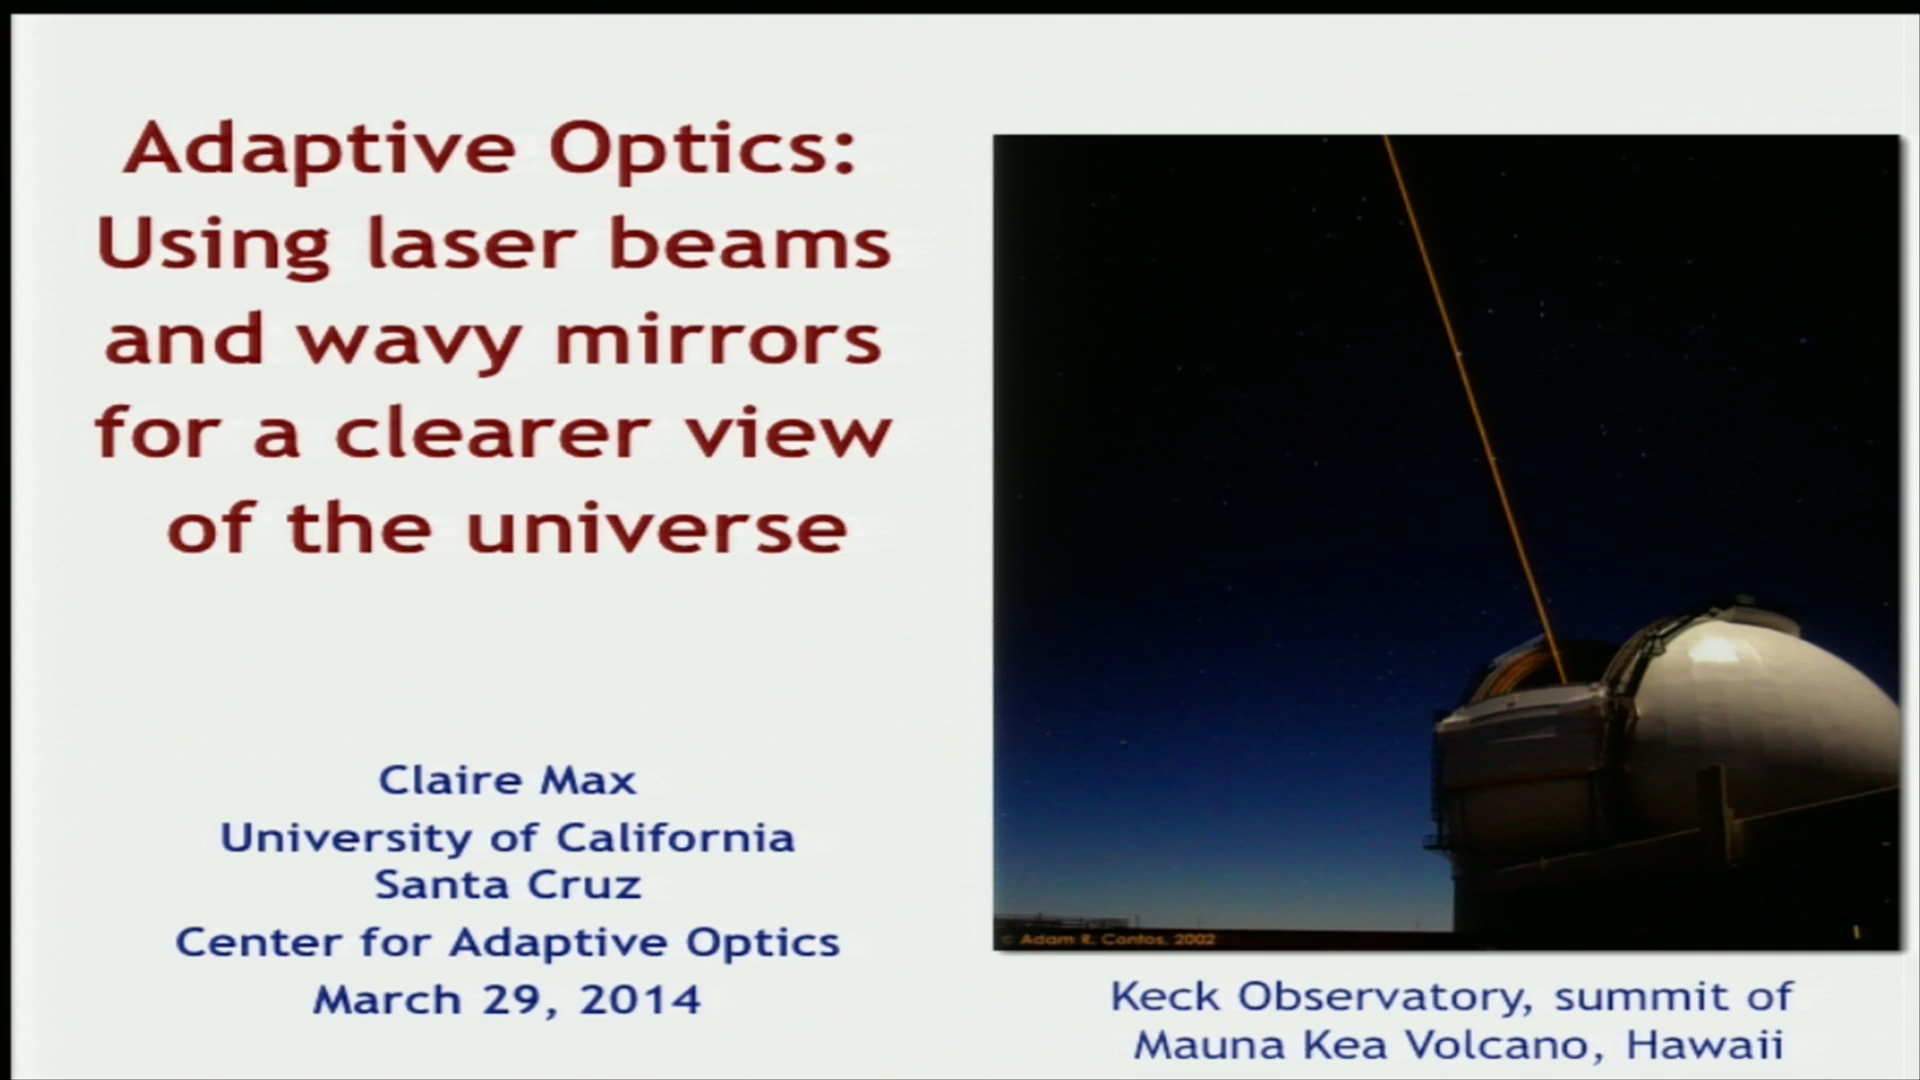 Adaptive Optics:
Using laser beams
and wavy mirrors
for a clearer view
of the universe
Claire Max
University of California
Santa Cruz
Center for Adaptive Optics
March 29, 2014
© Adam R. Contos, 2002
Keck Observatory, summit of
Mauna Kea Volcano, Hawaii